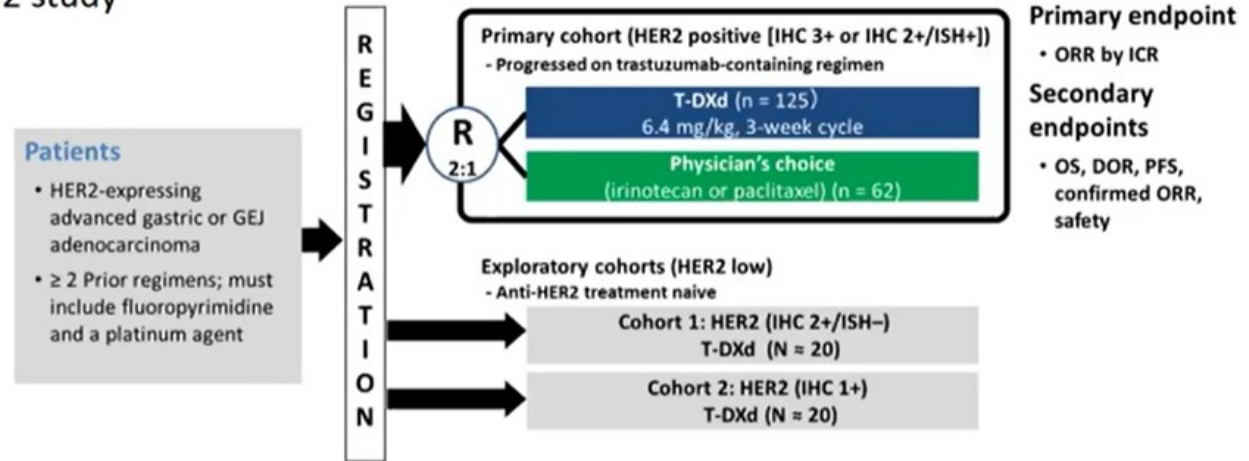 2 study
Patients
• HER2-expressing
advanced gastric or GEJ
adenocarcinoma
• ≥ 2 Prior regimens; must
include fluoropyrimidine
and a platinum agent
REGISTRATION
Primary cohort (HER2 positive [IHC 3+ or IHC 2+/ISH+])
- Progressed on trastuzumab-containing regimen
R
2:1
T-DXd (n = 125)
6.4 mg/kg, 3-week cycle
Physician's choice
(irinotecan or paclitaxel) (n = 62)
Exploratory cohorts (HER2 low)
- Anti-HER2 treatment naive
Cohort 1: HER2 (IHC 2+/ISH–)
T-DXd (N ≈ 20)
Cohort 2: HER2 (IHC 1+)
T-DXd (N ≈ 20)
Primary endpoint
• ORR by ICR
Secondary
endpoints
• OS, DOR, PFS,
confirmed ORR,
safety